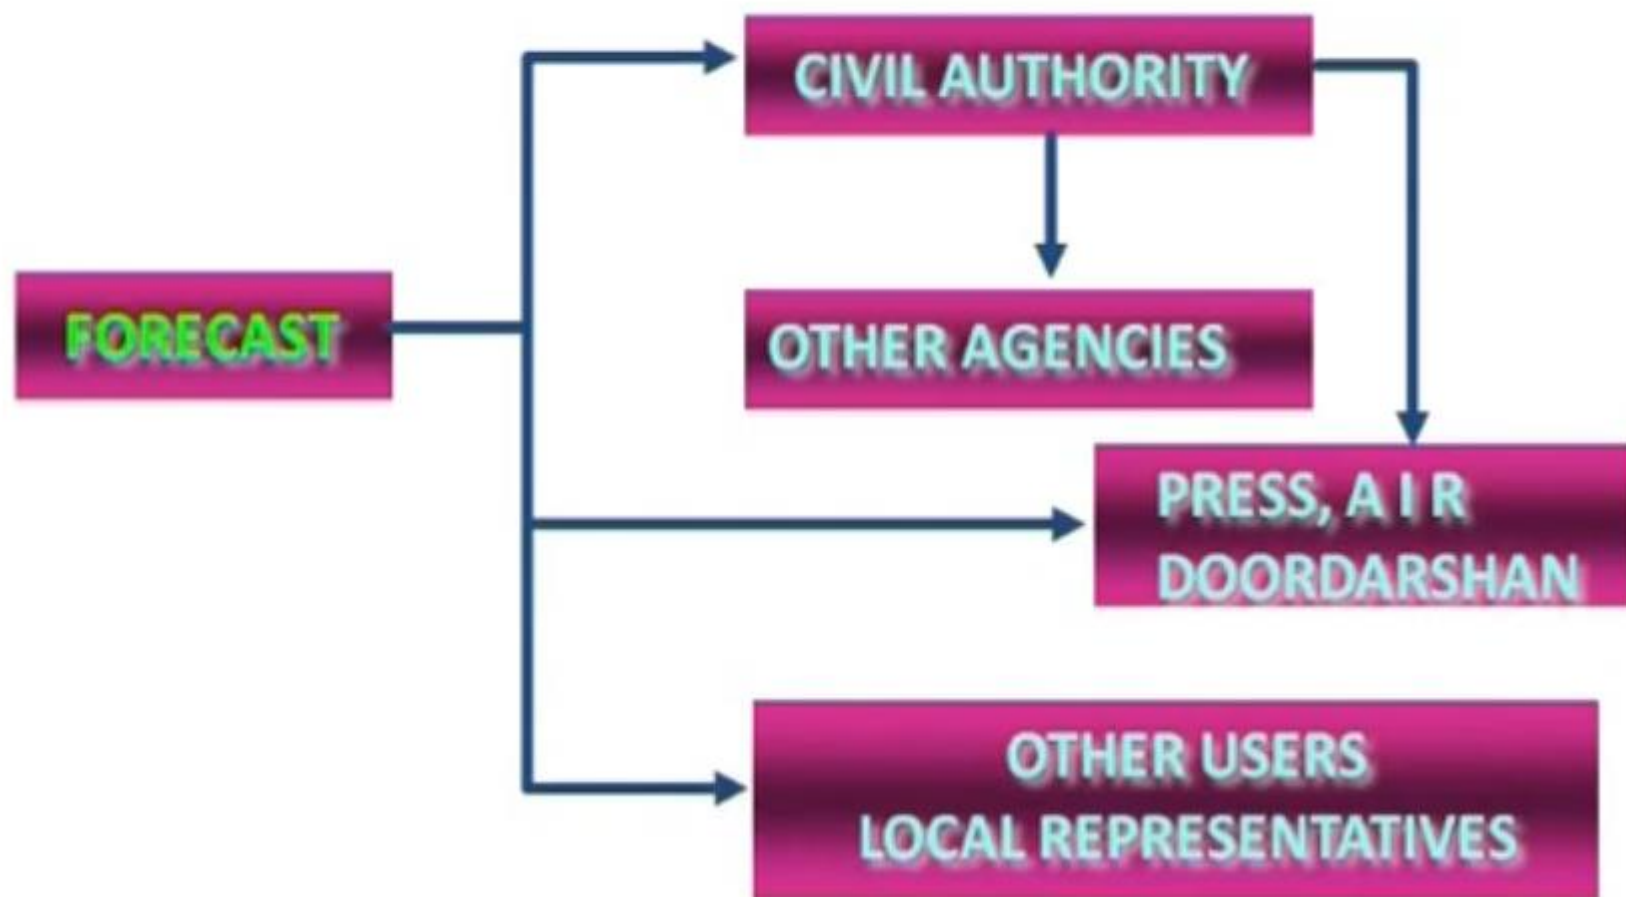 CIVIL AUTHORITY
FORECAST
OTHER AGENCIES
PRESS, A I R
DOORDARSHAN
OTHER USERS
LOCAL REPRESENTATIVES